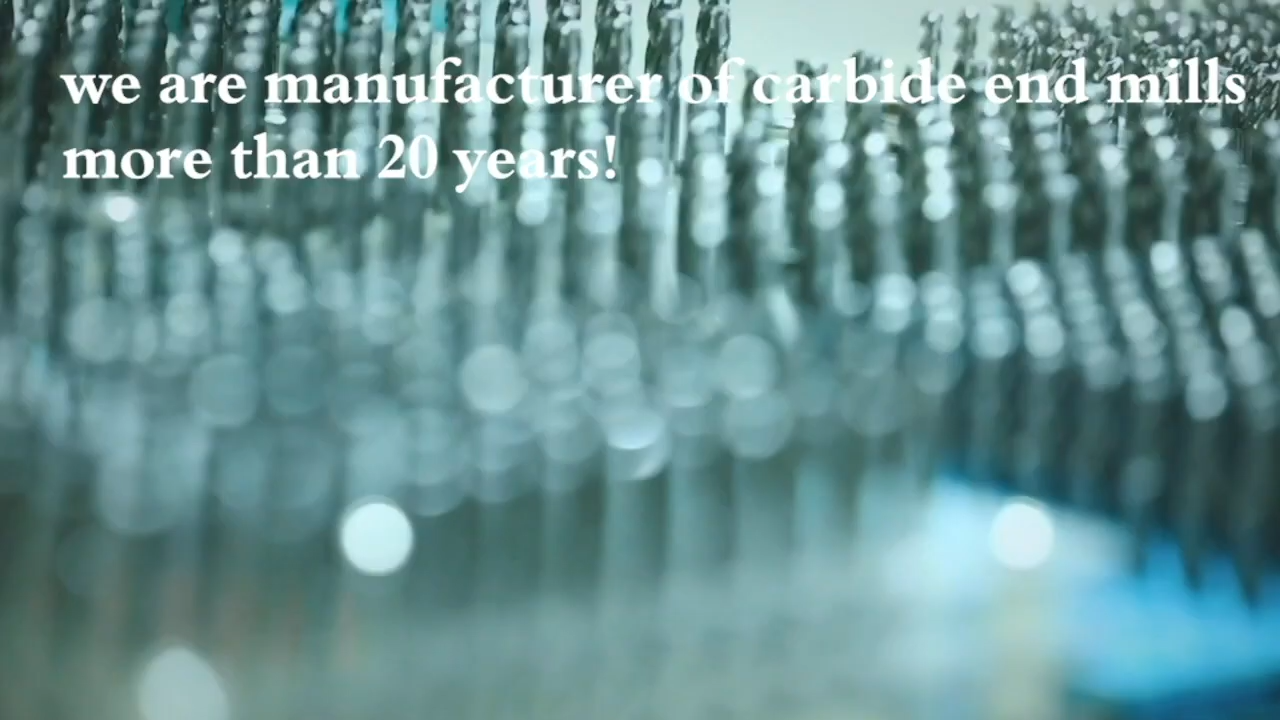 we are manufacturer of carbide end mills
more than 20 years!